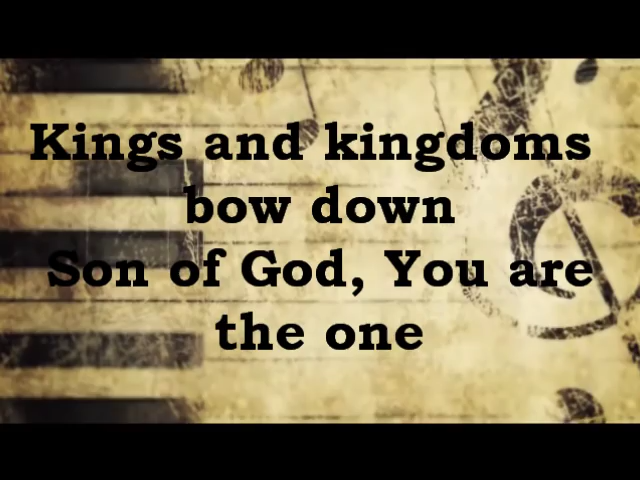 Kings and kingdoms
bow down
Son of God, You are
the one